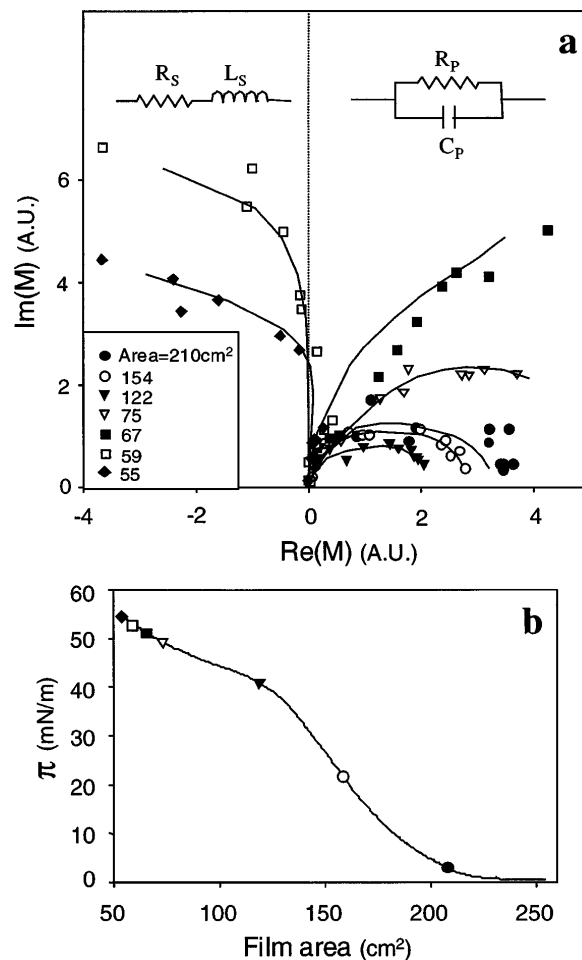 a
R_S L_S
R_P
C_P
Im(M) (A.U.)
6
4
2
0
Area=210cm²
154
122
75
67
59
55
-4 -2 0 2 4
Re(M) (A.U.)
b
π (mN/m)
60
50
40
30
20
10
0
50 100 150 200 250
Film area (cm²)